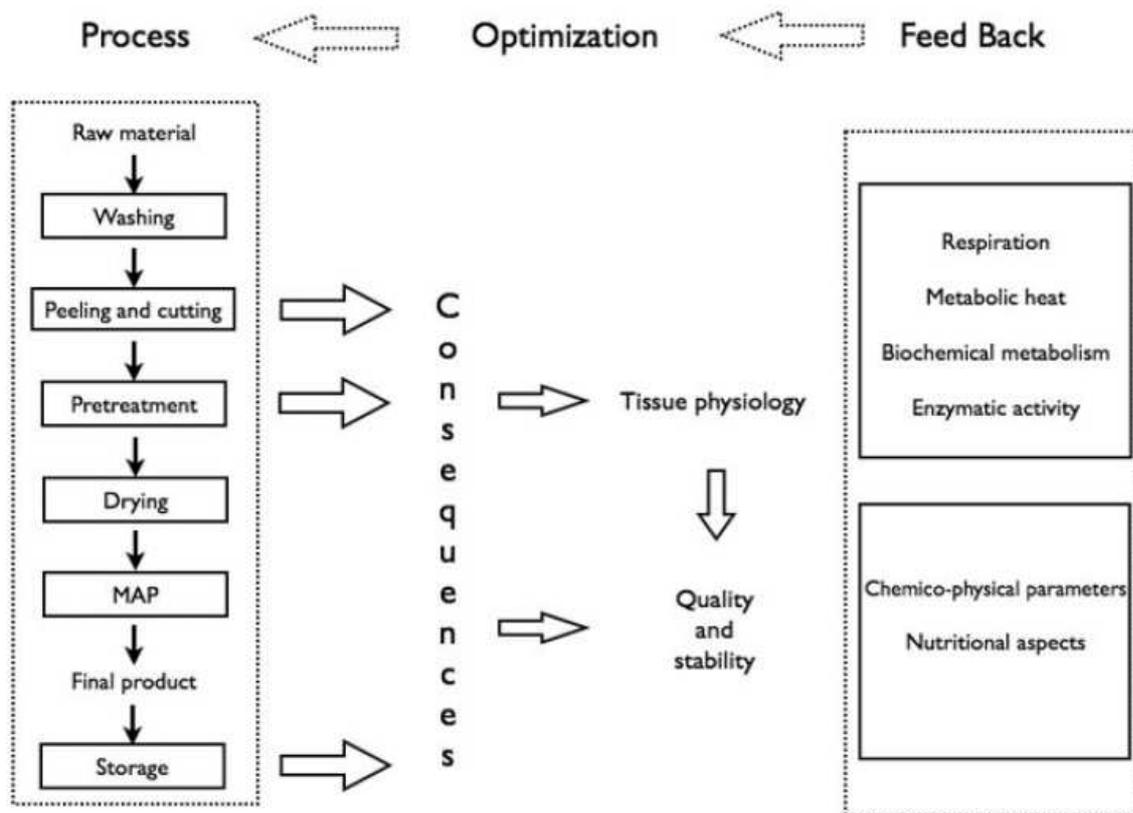 Process
Optimization
Feed Back
Raw material
Washing
Peeling and cutting
Pretreatment
Drying
MAP
Final product
Storage
Consequences
Tissue physiology
Quality
and
stability
Respiration
Metabolic heat
Biochemical metabolism
Enzymatic activity
Chemico-physical parameters
Nutritional aspects